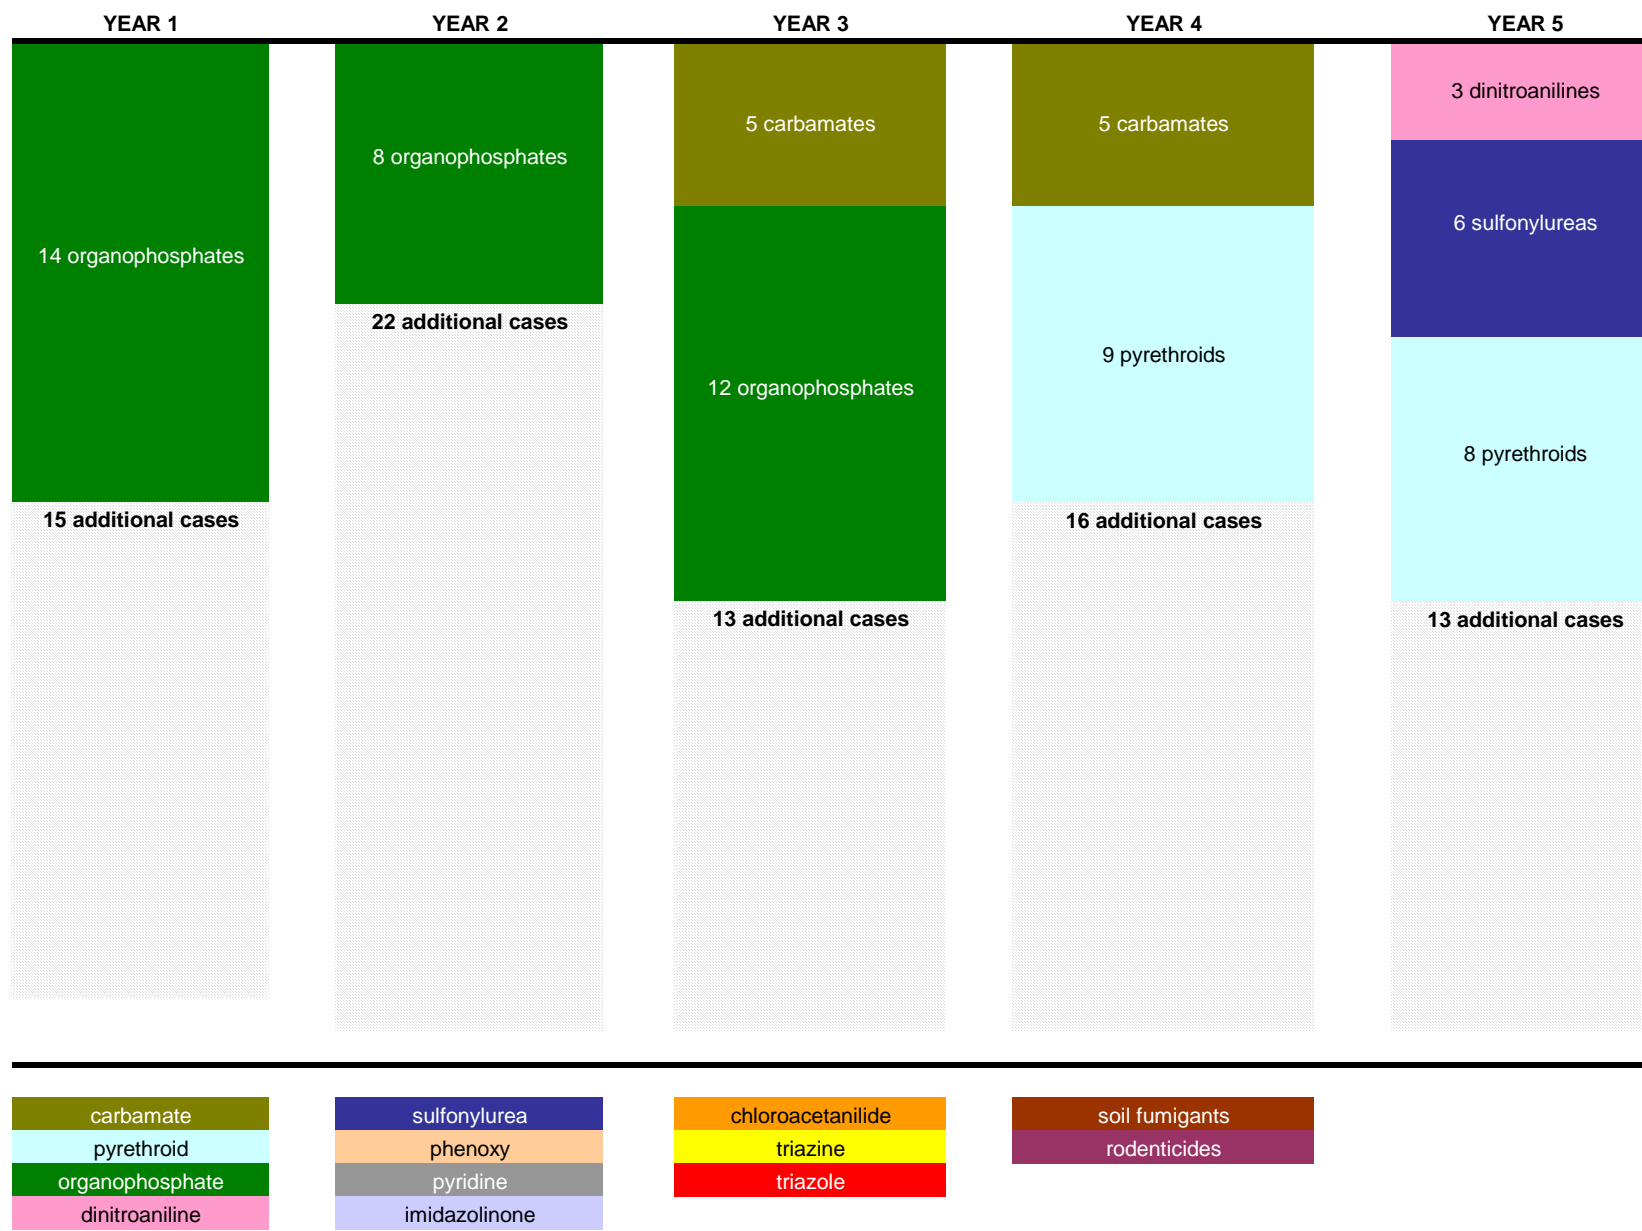 YEAR 1
YEAR 2
YEAR 3
YEAR 4
YEAR 5
14 organophosphates
15 additional cases
8 organophosphates
22 additional cases
5 carbamates
12 organophosphates
13 additional cases
5 carbamates
9 pyrethroids
16 additional cases
3 dinitroanilines
6 sulfonylureas
8 pyrethroids
13 additional cases
carbamate
pyrethroid
organophosphate
dinitroaniline
sulfonylurea
phenoxy
pyridine
imidazolinone
chloroacetanilide
triazine
triazole
soil fumigants
rodenticides